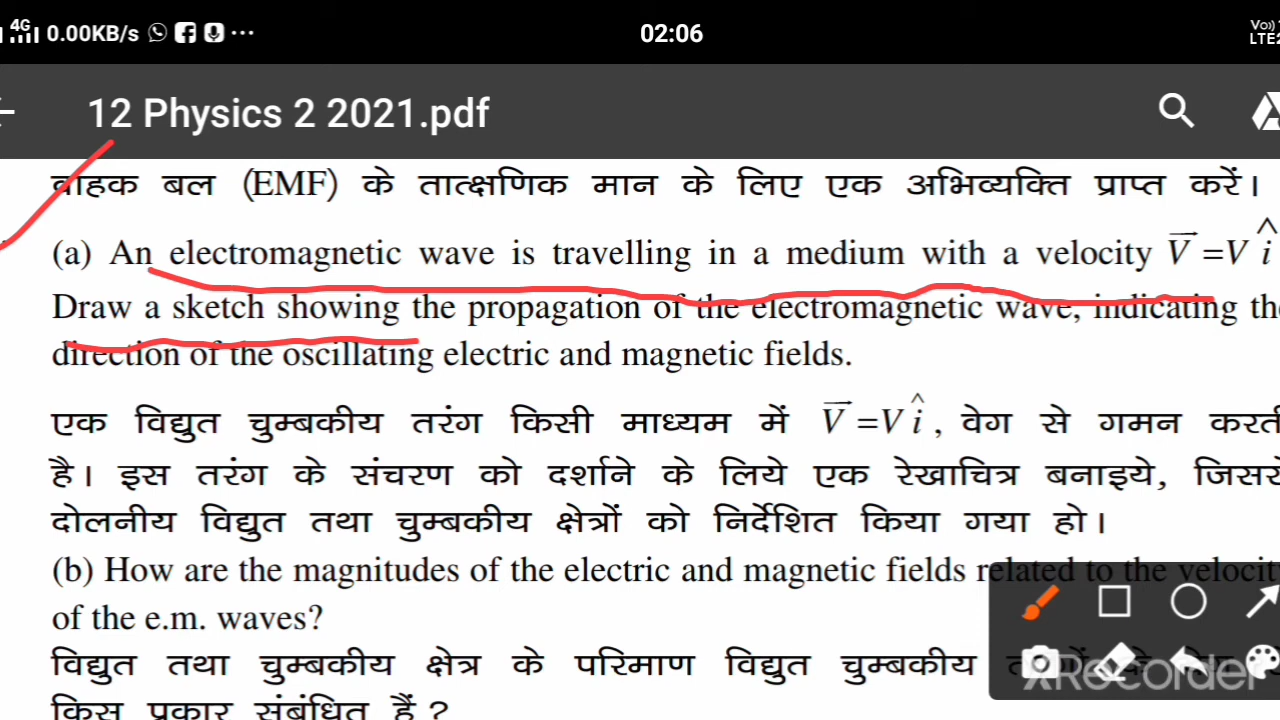 4G 0.00KB/s 02:06 Vo)) LTE2
12 Physics 2 2021.pdf
वाहक बल (EMF) के तात्क्षणिक मान के लिए एक अभिव्यक्ति प्राप्त करें।
(a) An electromagnetic wave is travelling in a medium with a velocity V⃗ =V î
Draw a sketch showing the propagation of the electromagnetic wave, indicating the
direction of the oscillating electric and magnetic fields.
एक विद्युत चुम्बकीय तरंग किसी माध्यम में V⃗ =V î , वेग से गमन करती
है। इस तरंग के संचरण को दर्शाने के लिये एक रेखाचित्र बनाइये, जिसरे
दोलनीय विद्युत तथा चुम्बकीय क्षेत्रों को निर्देशित किया गया हो।
(b) How are the magnitudes of the electric and magnetic fields related to the velocity
of the e.m. waves?
विद्युत तथा चुम्बकीय क्षेत्र के परिमाण विद्युत चुम्बकीय
XRecorder
किस प्रकार संबंधित हैं ?